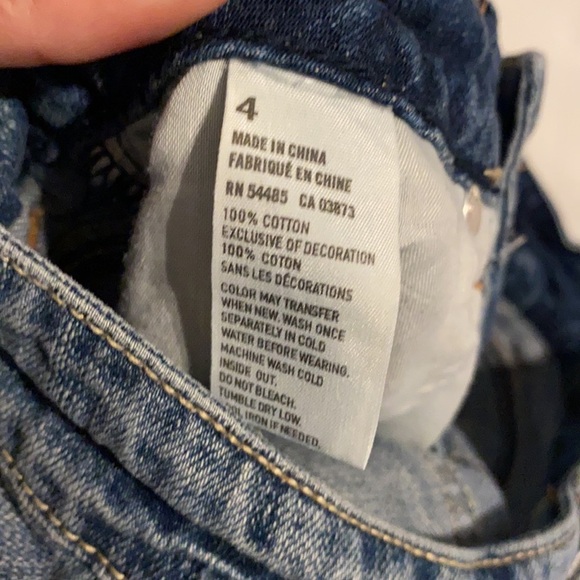 4
MADE IN CHINA
FABRIQUÉ EN CHINE
RN 54485 CA 03873
100% COTTON
EXCLUSIVE OF DECORATION
100% COTON
SANS LES DÉCORATIONS
COLOR MAY TRANSFER
WHEN NEW. WASH ONCE
SEPARATELY IN COLD
WATER BEFORE WEARING.
MACHINE WASH COLD
INSIDE OUT.
DO NOT BLEACH.
TUMBLE DRY LOW.
IRON IF NEEDED.